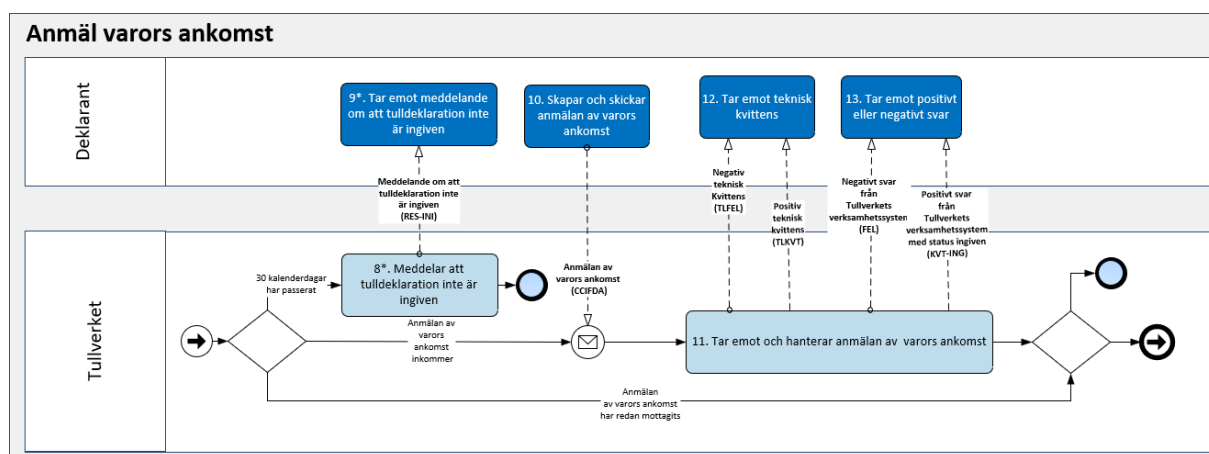 Anmäl varors ankomst
Deklarant
9*. Tar emot meddelande
om att tulldeklaration inte
är ingiven
10. Skapar och skickar
anmälan av varors
ankomst
12. Tar emot teknisk
kvittens
13. Tar emot positivt
eller negativt svar
Meddelande om att
tulldeklaration inte
är ingiven
(RES-INI)
Anmälan av
varors ankomst
(CCIFDA)
Negativ
teknisk
Kvittens
(TLFEL)
Positiv
teknisk
kvittens
(TLKVT)
Negativt svar
från
Tullverkets
verksamhetssystem
(FEL)
Positivt svar
från
Tullverkets
verksamhetssystem
med status ingiven
(KVT-ING)
Tullverket
30 kalenderdagar
har passerat
8*. Meddelar att
tulldeklaration inte är
ingiven
Anmälan av
varors
ankomst
inkommer
11. Tar emot och hanterar anmälan av varors ankomst
Anmälan
av varors ankomst
har redan mottagits